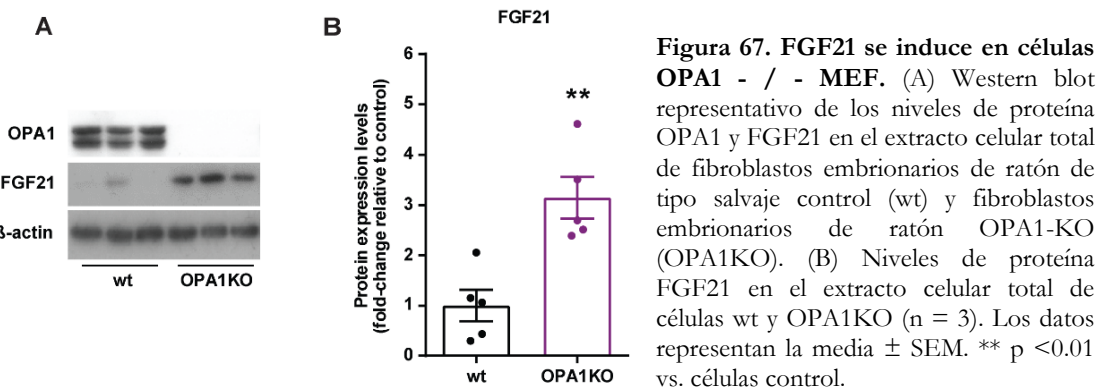 A
OPA1
FGF21
ß-actin
wt OPA1KO
B
FGF21
Protein expression levels
(fold-change relative to control)
6
5
4
3
2
1
0
**
wt OPA1KO
Figura 67. FGF21 se induce en células
OPA1 - / - MEF. (A) Western blot
representativo de los niveles de proteína
OPA1 y FGF21 en el extracto celular total
de fibroblastos embrionarios de ratón de
tipo salvaje control (wt) y fibroblastos
embrionarios de ratón OPA1-KO
(OPA1KO). (B) Niveles de proteína
FGF21 en el extracto celular total de
células wt y OPA1KO (n = 3). Los datos
representan la media ± SEM. ** p <0.01
vs. células control.